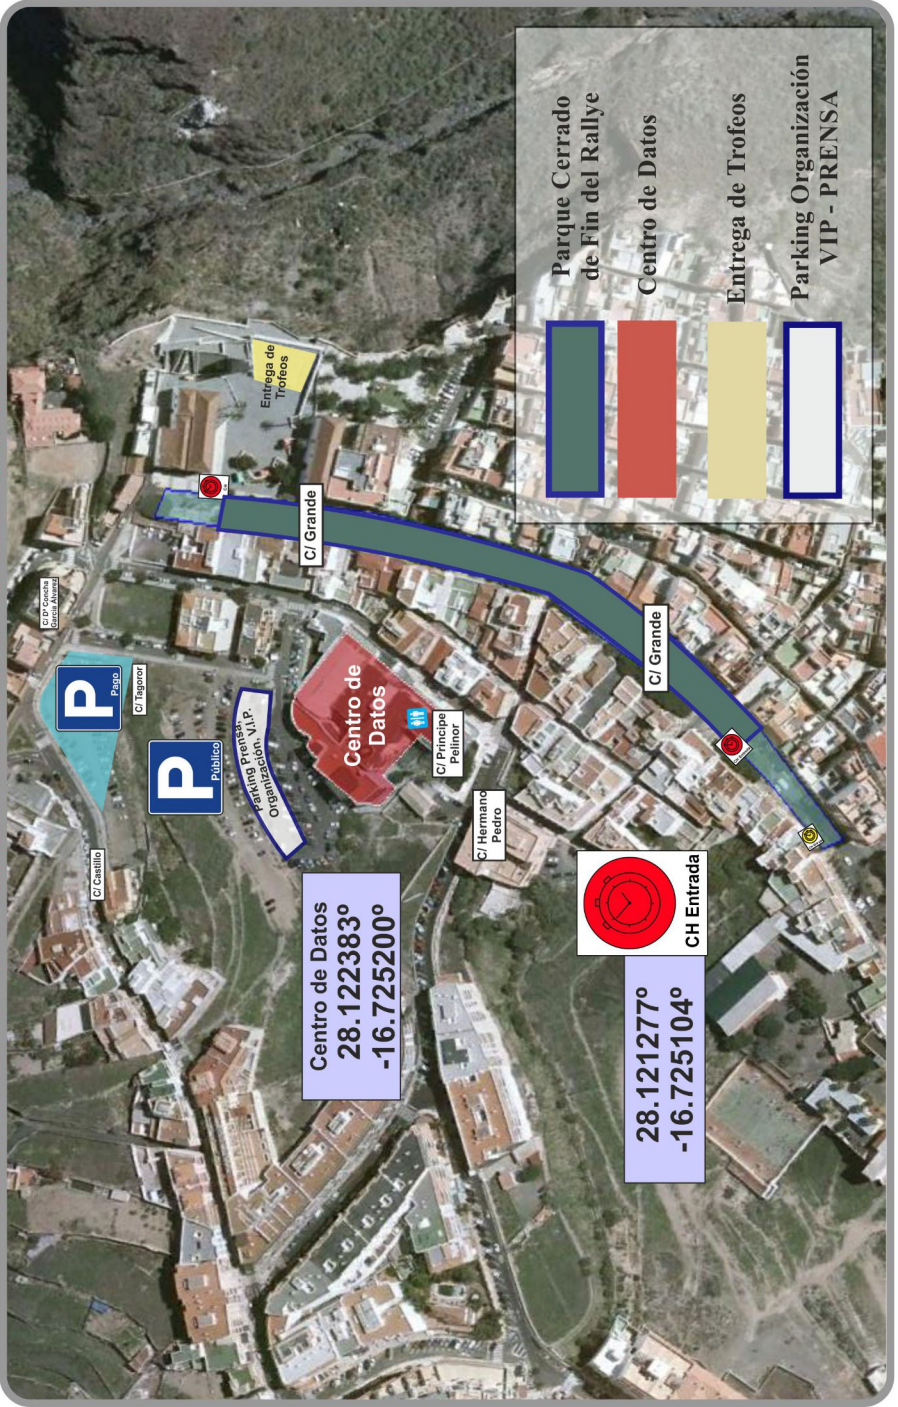 Parque Cerrado
de Fin del Rallye
Centro de Datos
Entrega de Trofeos
Parking Organización
VIP - PRENSA
Entrega de
Trofeos
C/ Grande
C/ Grande
C/ Dª Concha
García Álvarez
P
Pago
C/ Tagoror
P
Público
Parking Prensa,
Organización, V.I.P.
Centro de
Datos
C/ Príncipe
Pelinor
C/ Hermano
Pedro
C/ Castillo
Centro de Datos
28.122383º
-16.725200º
CH Entrada
28.121277º
-16.725104º